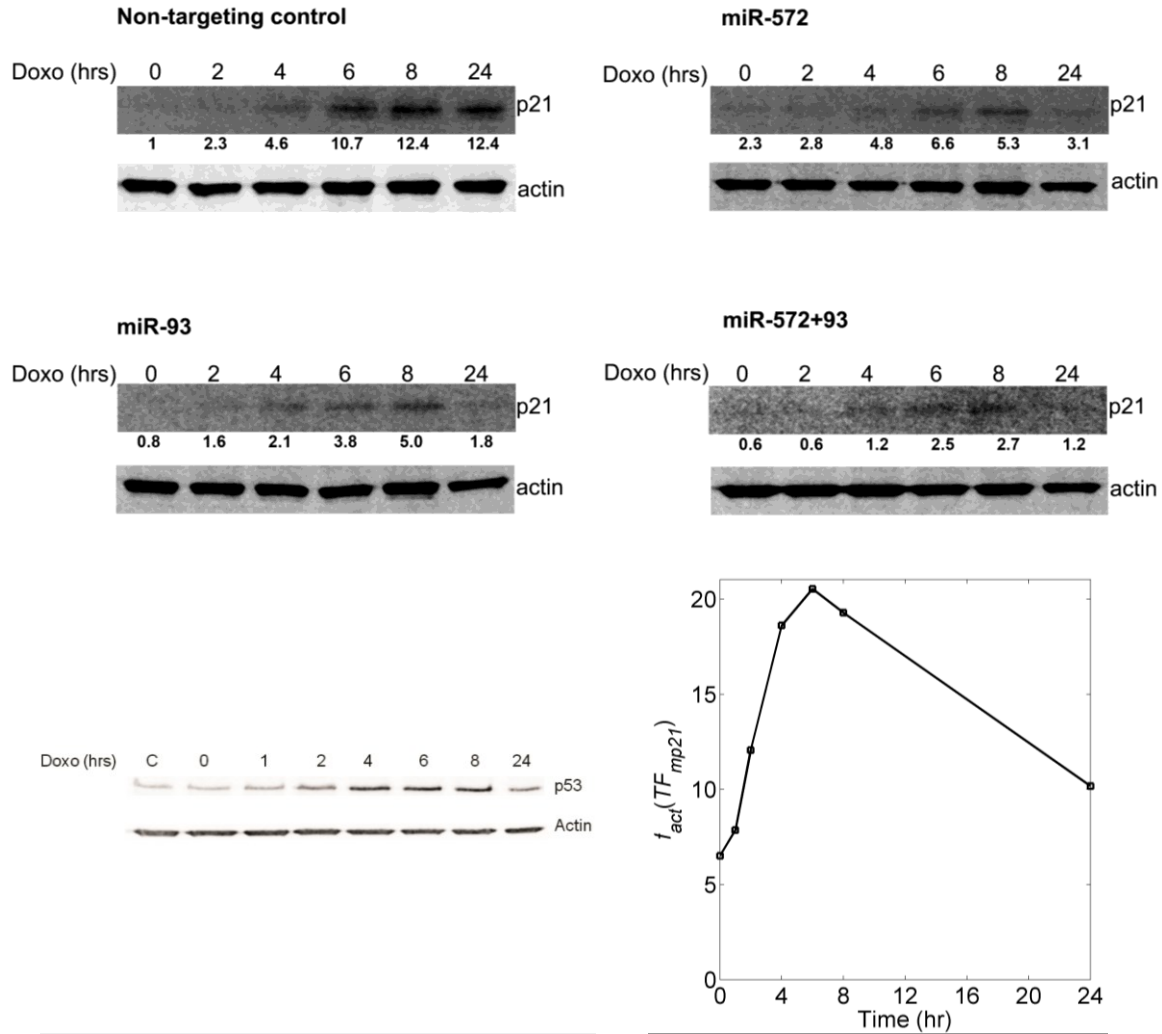 Non-targeting control
Doxo (hrs) 0 2 4 6 8 24
p21
1 2.3 4.6 10.7 12.4 12.4
actin
miR-572
Doxo (hrs) 0 2 4 6 8 24
p21
2.3 2.8 4.8 6.6 5.3 3.1
actin
miR-93
Doxo (hrs) 0 2 4 6 8 24
p21
0.8 1.6 2.1 3.8 5.0 1.8
actin
miR-572+93
Doxo (hrs) 0 2 4 6 8 24
p21
0.6 0.6 1.2 2.5 2.7 1.2
actin
Doxo (hrs) C 0 1 2 4 6 8 24
p53
Actin
f_act(TF_mp21)
20
15
10
5
0
0 4 8 12 16 20 24
Time (hr)